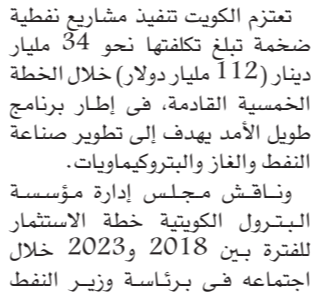 تعتزم الكويت تنفيذ مشاريع نفطية
ضخمة تبلغ تكلفتها نحو 34 مليار
دينار (112 مليار دولار) خلال الخطة
الخمسية القادمة، فى إطار برنامج
طويل الأمد يهدف إلى تطوير صناعة
النفط والغاز والبتروكيماويات.
وناقش مجلس إدارة مؤسسة
البترول الكويتية خطة الاستثمار
للفترة بين 2018 و2023 خلال
اجتماعه فى برئاسة وزير النفط